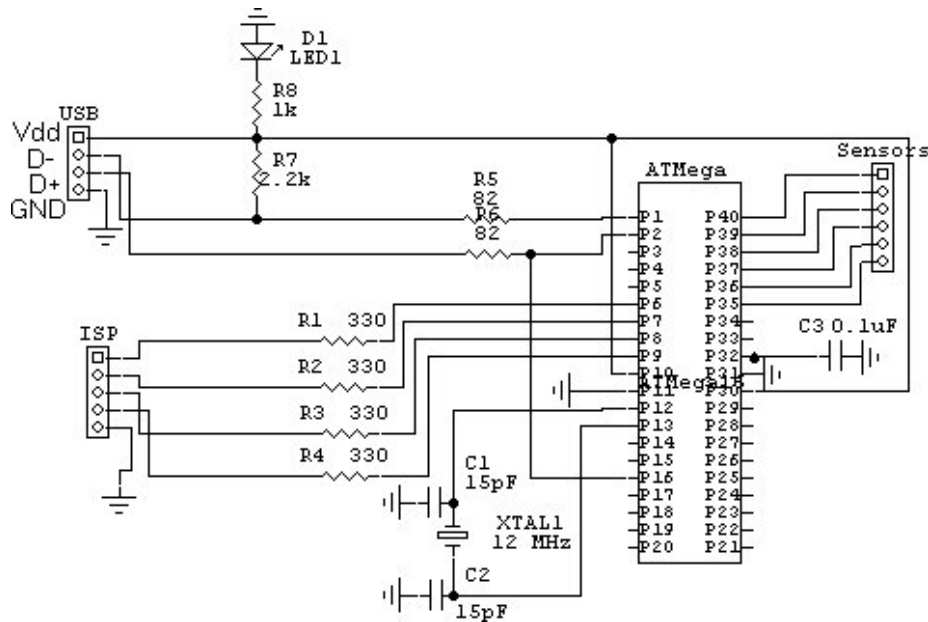 D1
LED1
R8
1k
USB
Vdd
D-
D+
GND
R7
2.2k
R5
82
R6
82
ATMega
Sensors
P1 P40
P2 P39
P3 P38
P4 P37
P5 P36
P6 P35
P7 P34
P8 P33
P9 P32
P10 P31
P11 P30
P12 P29
P13 P28
P14 P27
P15 P26
P16 P25
P17 P24
P18 P23
P19 P22
P20 P21
C3 0.1uF
ISP
R1 330
R2 330
R3 330
R4 330
C1
15pF
XTAL1
12 MHz
C2
15pF